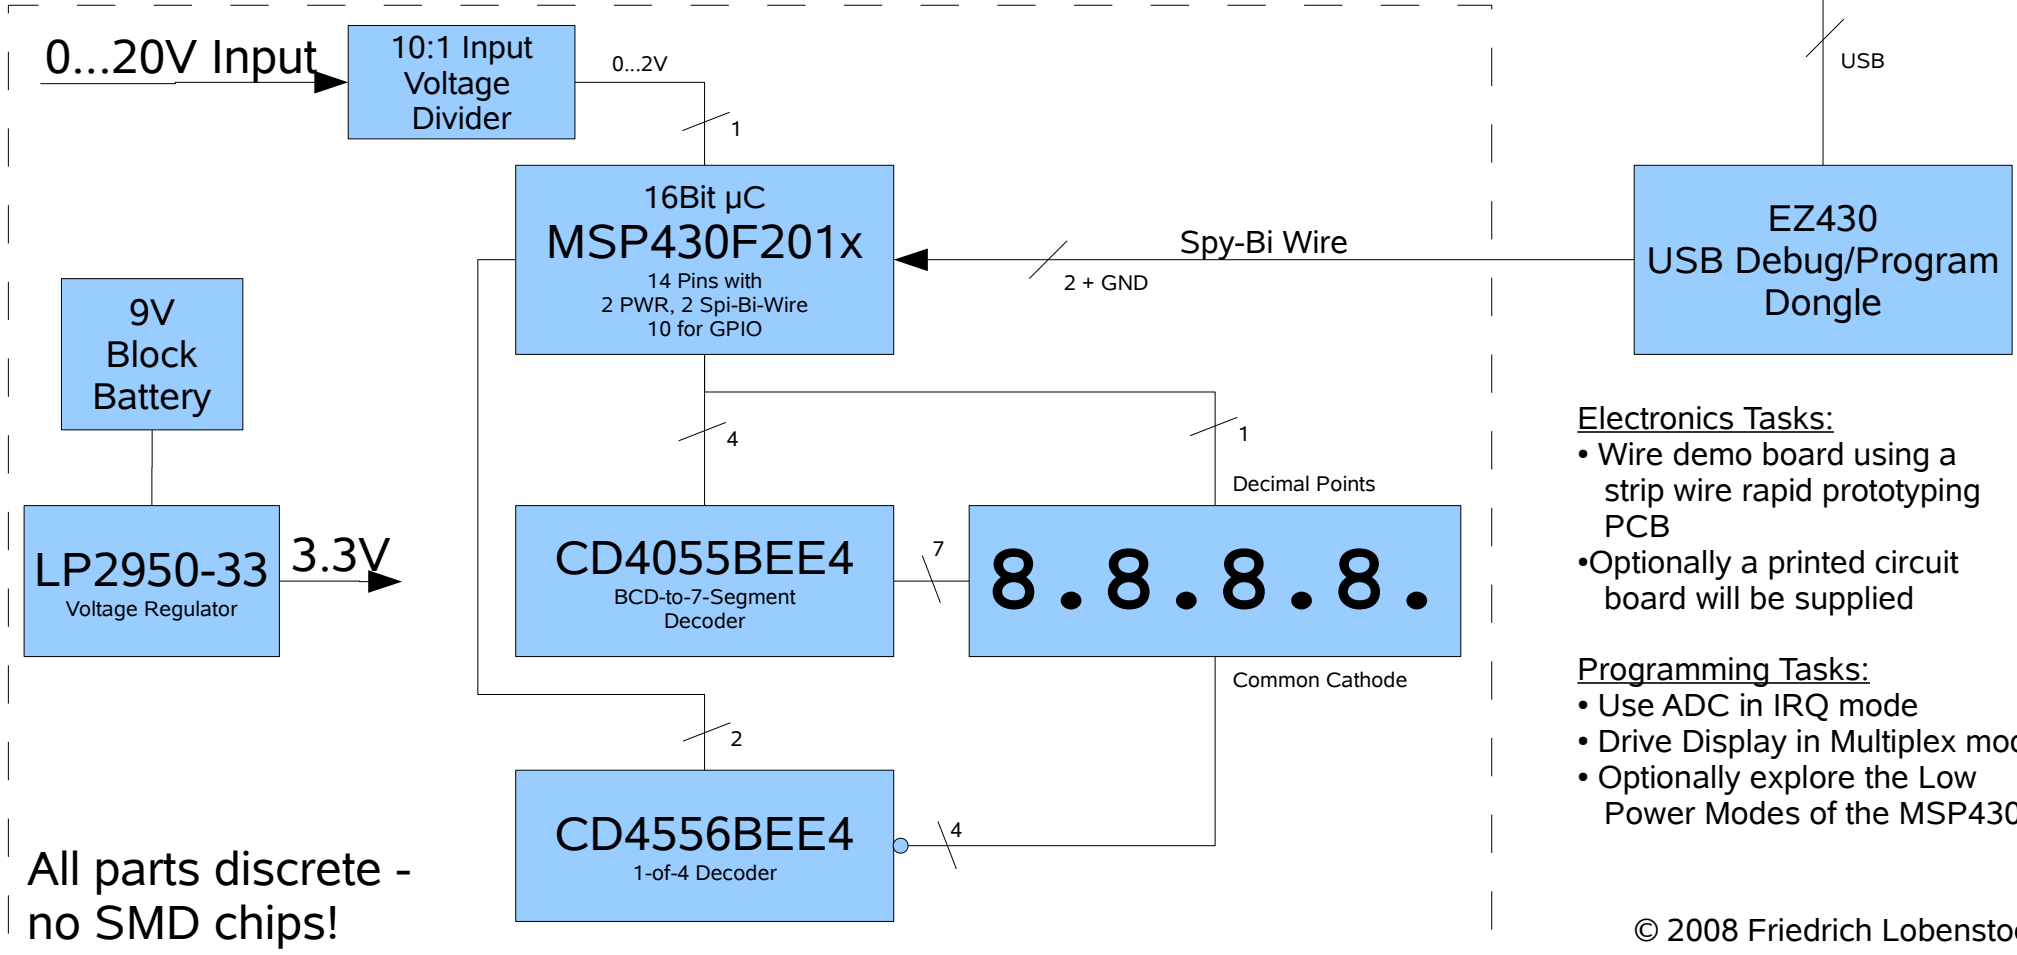 0...20V Input
10:1 Input
Voltage
Divider
0...2V
1
USB
16Bit µC
MSP430F201x
14 Pins with
2 PWR, 2 Spi-Bi-Wire
10 for GPIO
Spy-Bi Wire
2 + GND
EZ430
USB Debug/Program
Dongle
9V
Block
Battery
4
1
Decimal Points
LP2950-33
Voltage Regulator
3.3V
CD4055BEE4
BCD-to-7-Segment
Decoder
7
8.8.8.8.
Common Cathode
2
CD4556BEE4
1-of-4 Decoder
4
All parts discrete -
no SMD chips!
Electronics Tasks:
• Wire demo board using a
strip wire rapid prototyping
PCB
•Optionally a printed circuit
board will be supplied
Programming Tasks:
• Use ADC in IRQ mode
• Drive Display in Multiplex
• Optionally explore the Low
Power Modes of the MSP430
© 2008 Friedrich